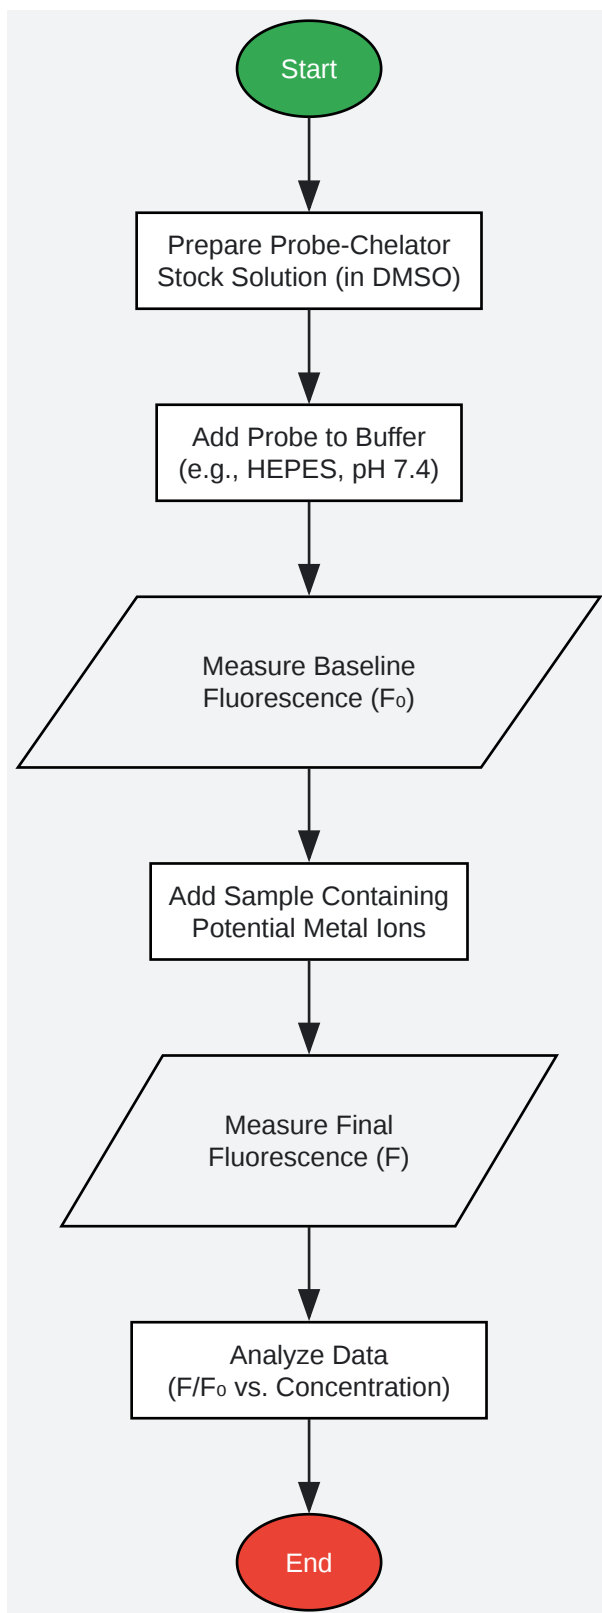 Start
Prepare Probe-Chelator
Stock Solution (in DMSO)
Add Probe to Buffer
(e.g., HEPES, pH 7.4)
Measure Baseline
Fluorescence (F₀)
Add Sample Containing
Potential Metal Ions
Measure Final
Fluorescence (F)
Analyze Data
(F/F₀ vs. Concentration)
End